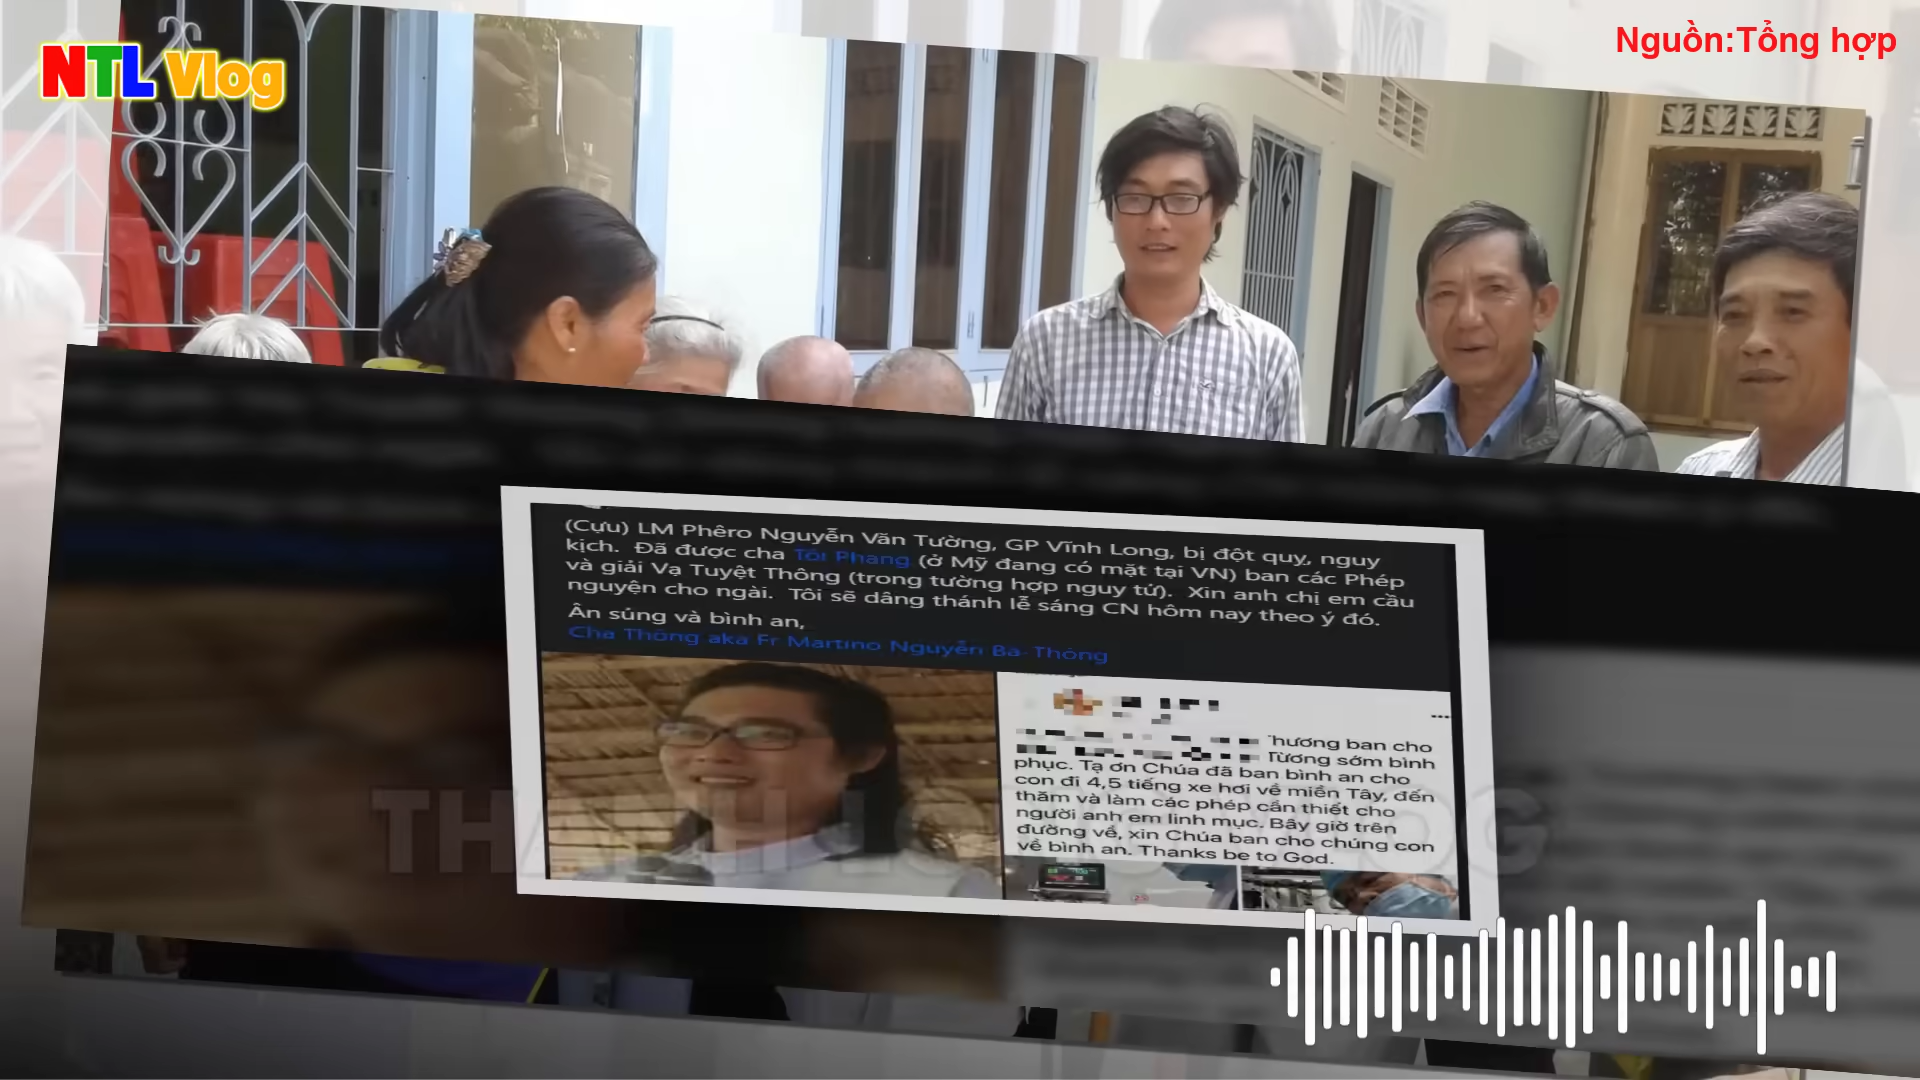 NTL Vlog
Nguồn:Tổng hợp
(Cựu) LM Phêro Nguyễn Văn Tường, GP Vĩnh Long, bị đột quỵ, nguy
kịch. Đã được cha Tôi Phang (ở Mỹ đang có mặt tại VN) ban các Phép
và giải Vạ Tuyệt Thông (trong tường hợp nguy tử). Xin anh chị em cầu
nguyện cho ngài. Tôi sẽ dâng thánh lễ sáng CN hôm nay theo ý đó.
Ân sủng và bình an,
Cha Thông aka Fr Martino Nguyễn Bá-Thông
hương ban cho
Tường sớm bình
phục. Tạ ơn Chúa đã ban bình an cho
con đi 4,5 tiếng xe hơi về miền Tây, đến
thăm và làm các phép cần thiết cho
người anh em linh mục. Bây giờ trên
đường về, xin Chúa ban cho chúng con
về bình an. Thanks be to God.